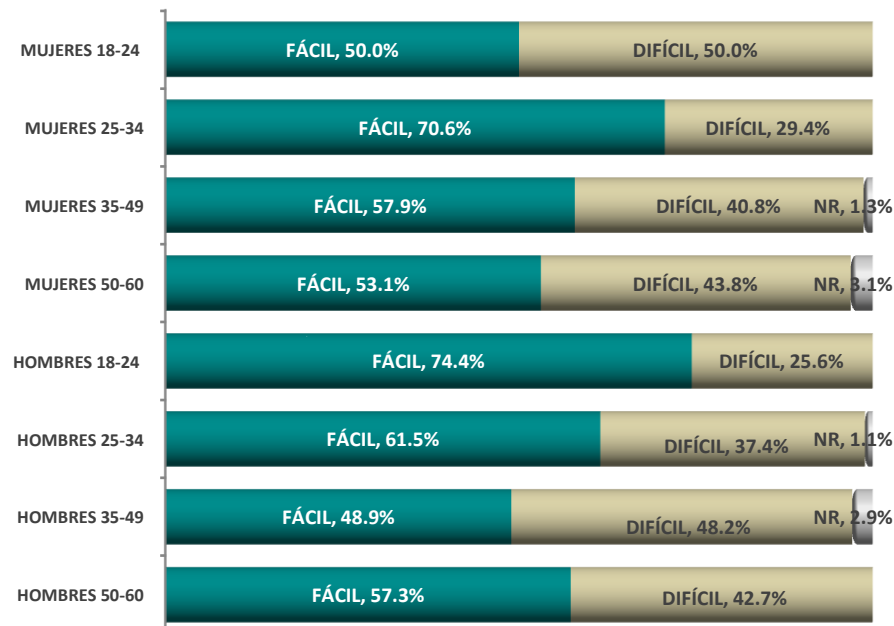 MUJERES 18-24 FÁCIL, 50.0% DIFÍCIL, 50.0%
MUJERES 25-34 FÁCIL, 70.6% DIFÍCIL, 29.4%
MUJERES 35-49 FÁCIL, 57.9% DIFÍCIL, 40.8% NR, 1.3%
MUJERES 50-60 FÁCIL, 53.1% DIFÍCIL, 43.8% NR, 3.1%
HOMBRES 18-24 FÁCIL, 74.4% DIFÍCIL, 25.6%
HOMBRES 25-34 FÁCIL, 61.5% DIFÍCIL, 37.4% NR, 1.1%
HOMBRES 35-49 FÁCIL, 48.9% DIFÍCIL, 48.2% NR, 2.9%
HOMBRES 50-60 FÁCIL, 57.3% DIFÍCIL, 42.7%